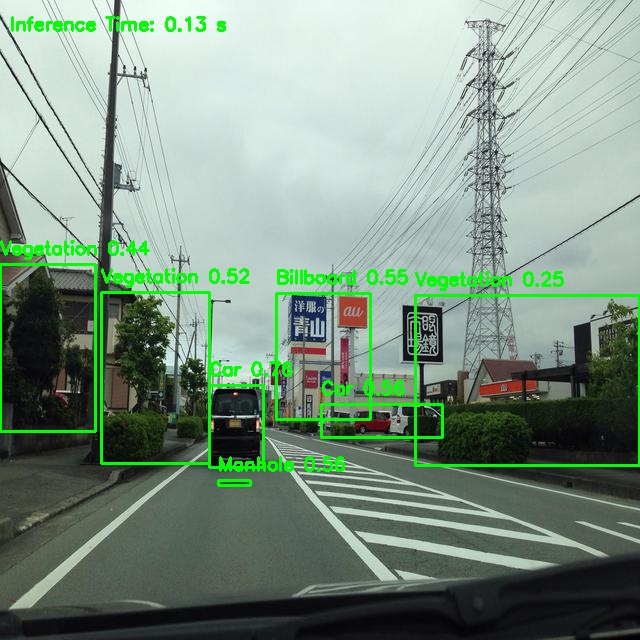 Inference Time: 0.13 s
Vegetation 0.44
Vegetation 0.52
Billboard 0.55
Vegetation 0.25
洋服の
青山
au
Car 0.76
Car 0.56
Manhole 0.56